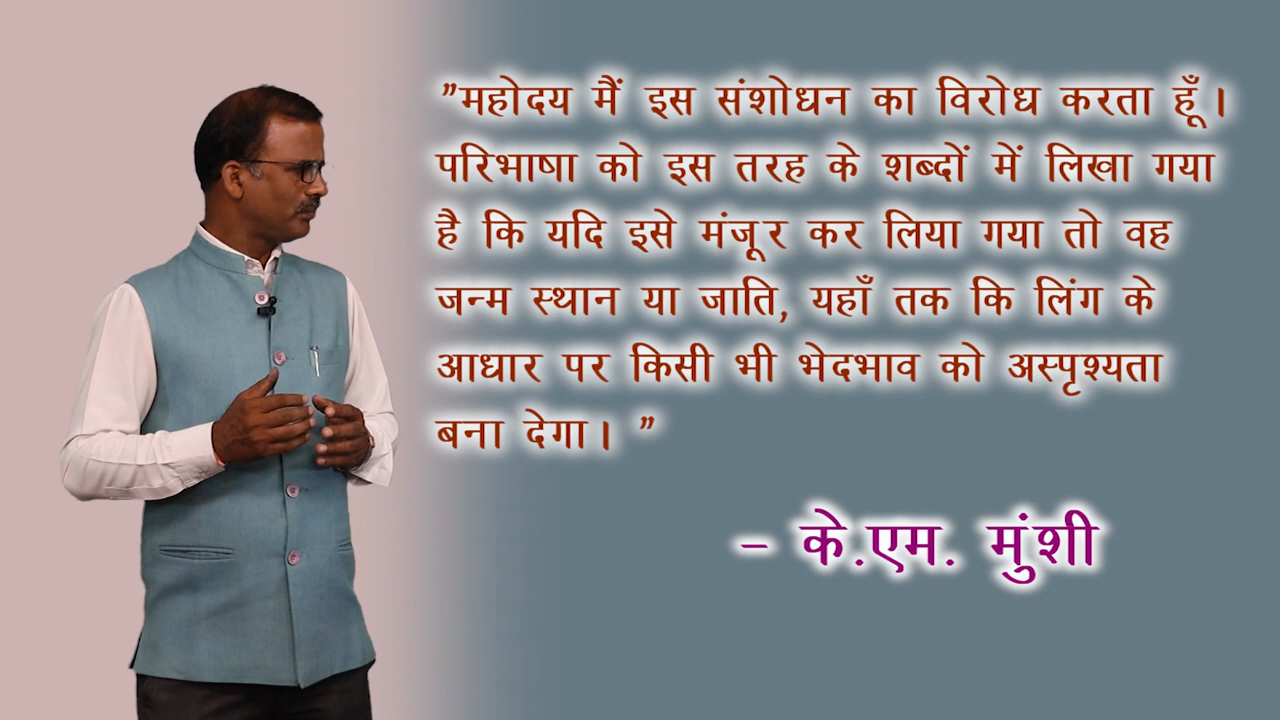 "महोदय मैं इस संशोधन का विरोध करता हूँ।
परिभाषा को इस तरह के शब्दों में लिखा गया
है कि यदि इसे मंजूर कर लिया गया तो वह
जन्म स्थान या जाति, यहाँ तक कि लिंग के
आधार पर किसी भी भेदभाव को अस्पृश्यता
बना देगा। "
– के.एम. मुंशी